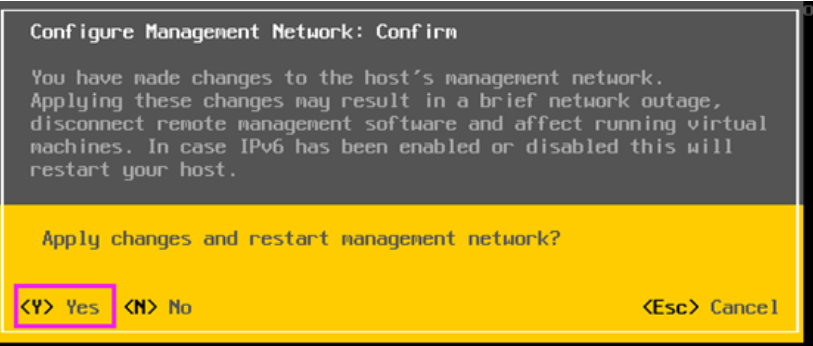 Configure Management Network: Confirm
You have made changes to the host's management network.
Applying these changes may result in a brief network outage,
disconnect remote management software and affect running virtual
machines. In case IPv6 has been enabled or disabled this will
restart your host.
Apply changes and restart management network?
<Y> Yes <N> No <Esc> Cancel